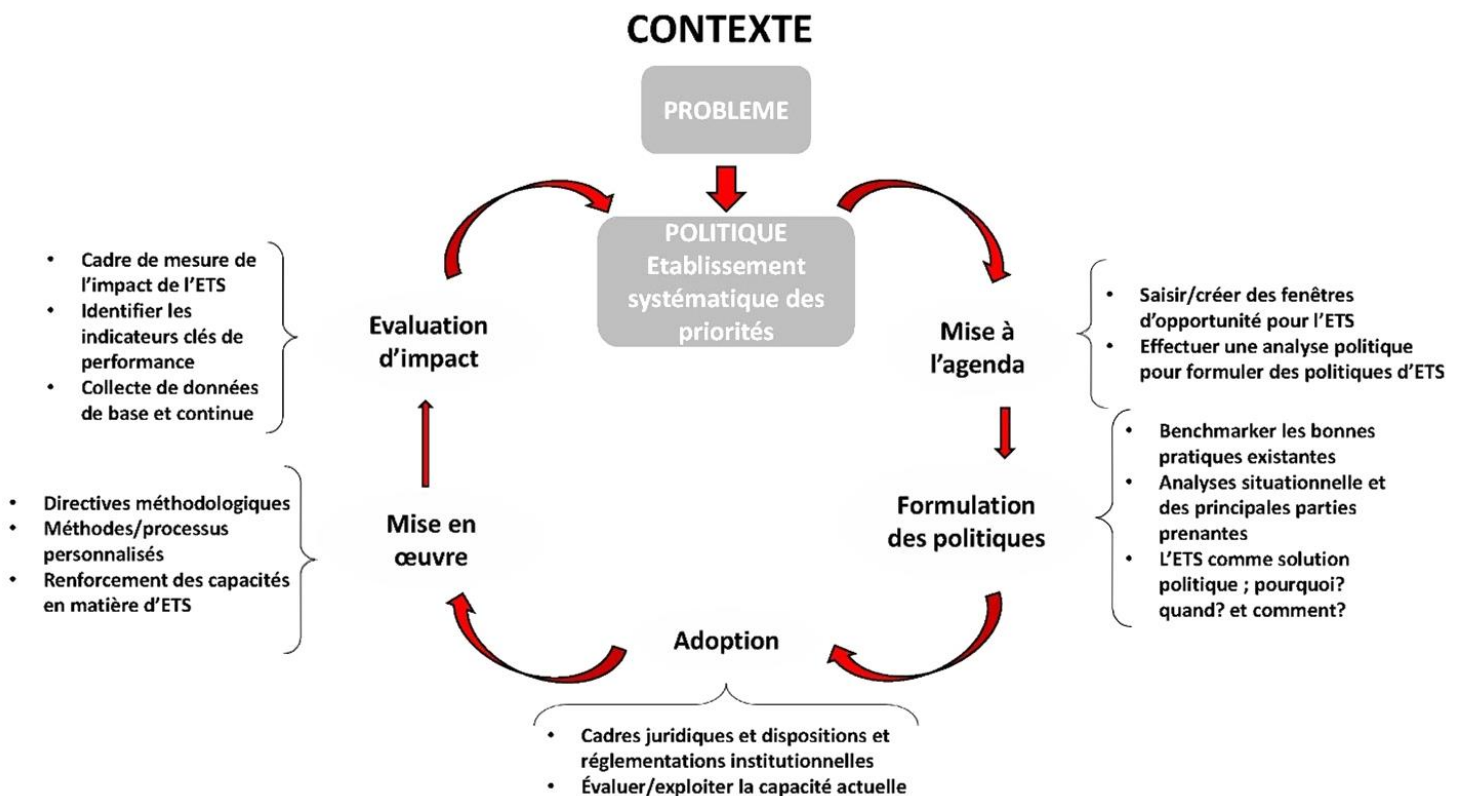 CONTEXTE
PROBLEME
POLITIQUE
Etablissement
systématique des
priorités
Mise à
l'agenda
• Saisir/créer des fenêtres
d'opportunité pour l'ETS
• Effectuer une analyse politique
pour formuler des politiques d'ETS
Formulation
des politiques
• Benchmarker les bonnes
pratiques existantes
• Analyses situationnelle et
des principales parties
prenantes
• L'ETS comme solution
politique ; pourquoi?
quand? et comment?
Adoption
• Cadres juridiques et dispositions et
réglementations institutionnelles
• Évaluer/exploiter la capacité actuelle
Mise en
œuvre
• Directives méthodologiques
• Méthodes/processus
personnalisés
• Renforcement des capacités
en matière d'ETS
Evaluation
d'impact
• Cadre de mesure de
l'impact de l'ETS
• Identifier les
indicateurs clés de
performance
• Collecte de données
de base et continue